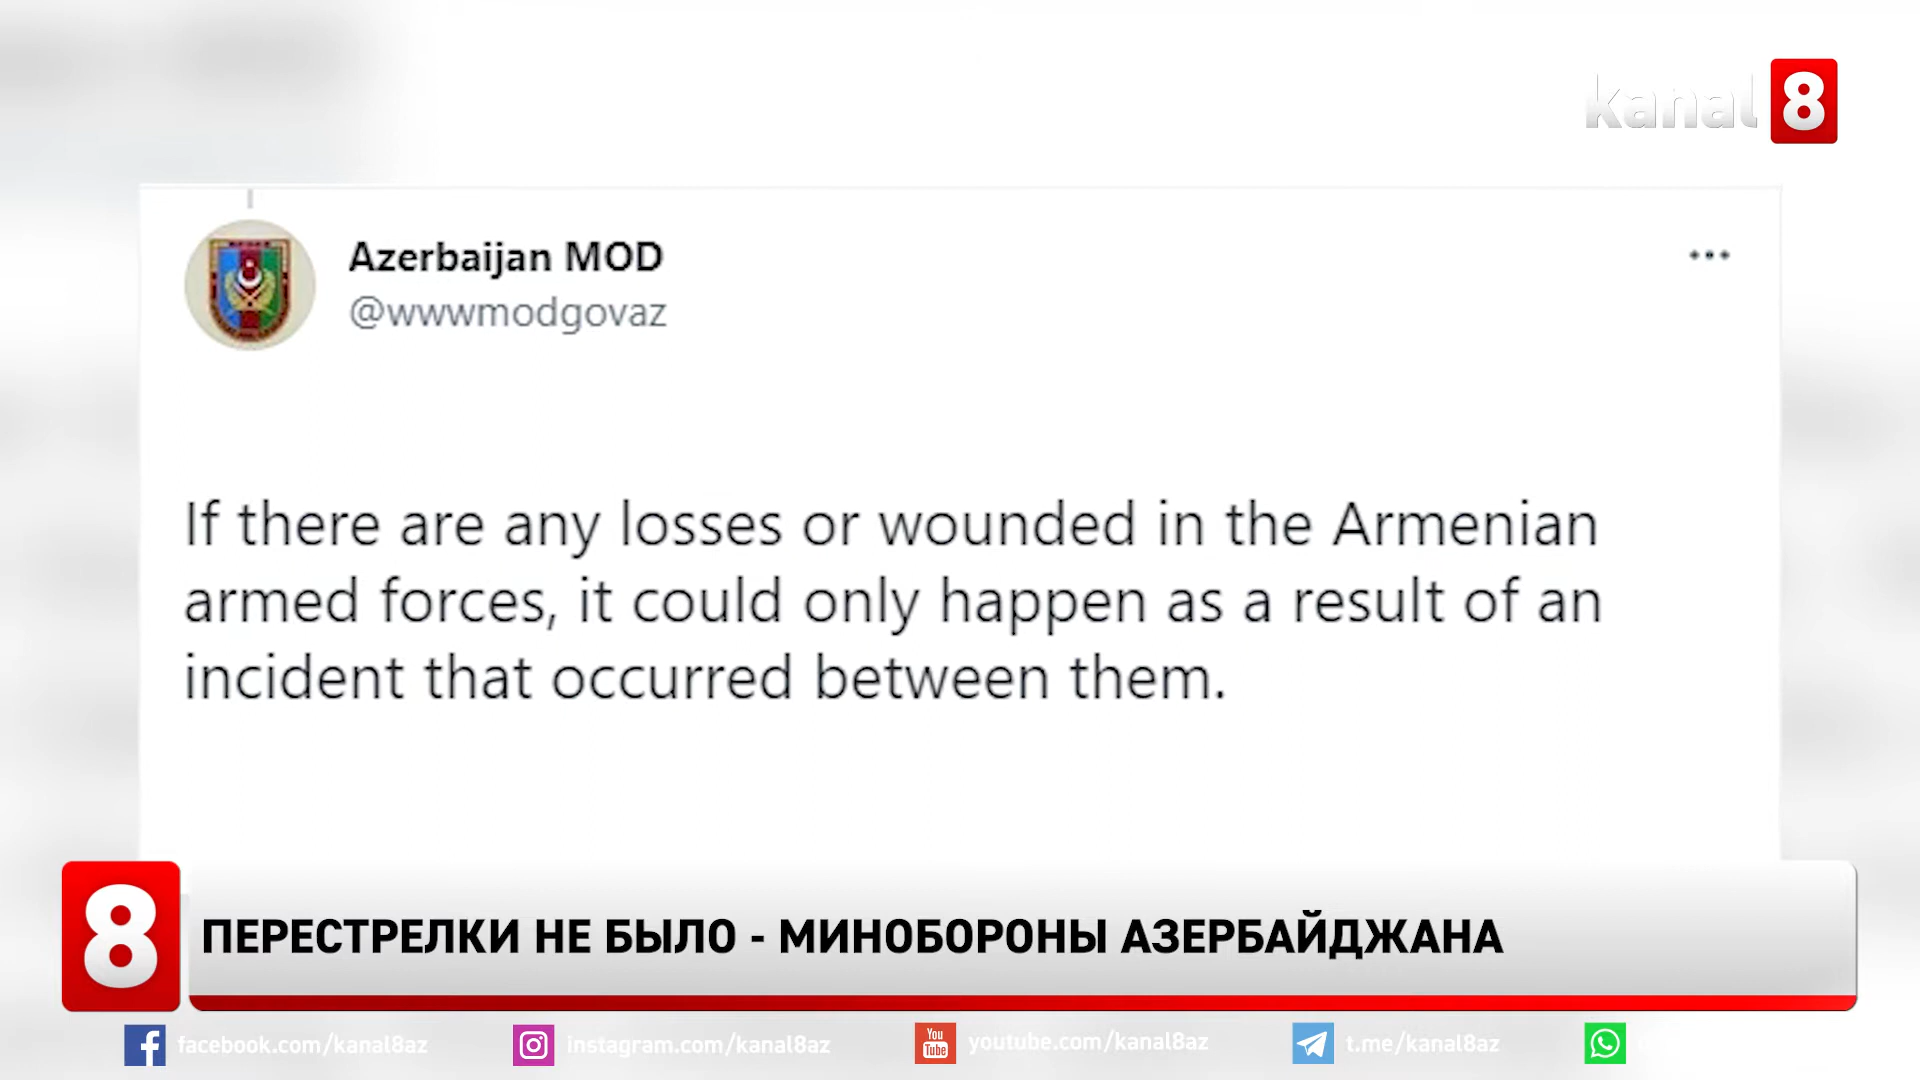 kanal 8
Azerbaijan MOD
@wwwmodgovaz
If there are any losses or wounded in the Armenian
armed forces, it could only happen as a result of an
incident that occurred between them.
8 ПЕРЕСТРЕЛКИ НЕ БЫЛО - МИНОБОРОНЫ АЗЕРБАЙДЖАНА
facebook.com/kanal8az instagram.com/kanal8az You Tube youtube.com/kanal8az t.me/kanal8az